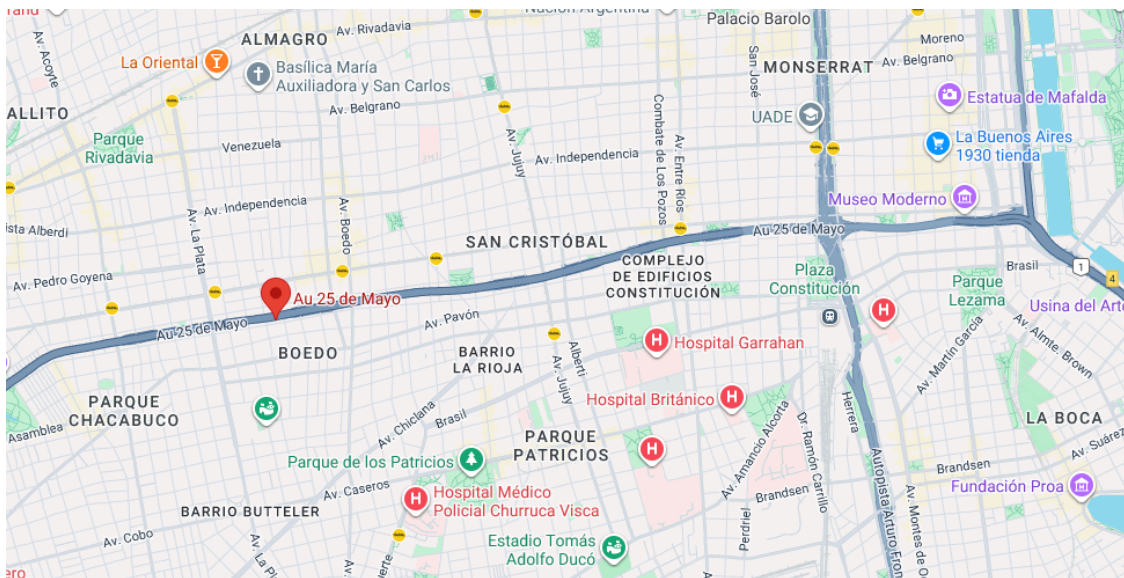 Nación Argentina
Palacio Barolo
Av. Rivadavia
ALMAGRO
Av. Acoyte
La Oriental
Basílica María
Auxiliadora y San Carlos
Moreno
Av. Belgrano
MONSERRAT
San José
Estatua de Mafalda
Av. Belgrano
ALLITO
Parque
Rivadavia
Venezuela
Av. Jujuy
Combate de Los Pozos
Av. Entre Ríos
UADE
La Buenos Aires
1930 tienda
Av. Independencia
Museo Moderno
Av. Independencia
ista Alberdi
Av. La Plata
Av. Boedo
SAN CRISTÓBAL
Au 25 de Mayo
COMPLEJO
DE EDIFICIOS
CONSTITUCIÓN
Plaza
Constitución
Brasil
1
4
Av. Pedro Goyena
Parque
Lezama
Au 25 de Mayo
Usina del Arte
Au 25 de Mayo
Av. Pavón
BOEDO
BARRIO
LA RIOJA
Av. Jujuy
Alberti
H
Hospital Garrahan
H
Av. Martín García
Av. Almte. Brown
PARQUE
CHACABUCO
Asamblea
Av. Chiclana
Brasil
Hospital Británico
H
Av. Amancio Alcorta
Dr. Ramón Carrillo
Herrera
LA BOCA
PARQUE
PATRICIOS
H
Av. Suárez
Parque de los Patricios
Av. Caseros
H
Hospital Médico
Policial Churruca Visca
Brandsen
Perdriel
Autopista Arturo Fron
Av. Montes de O
Brandsen
Fundación Proa
BARRIO BUTTELER
Av. Cobo
Av. La Pl
Estadio Tomás
Adolfo Ducó